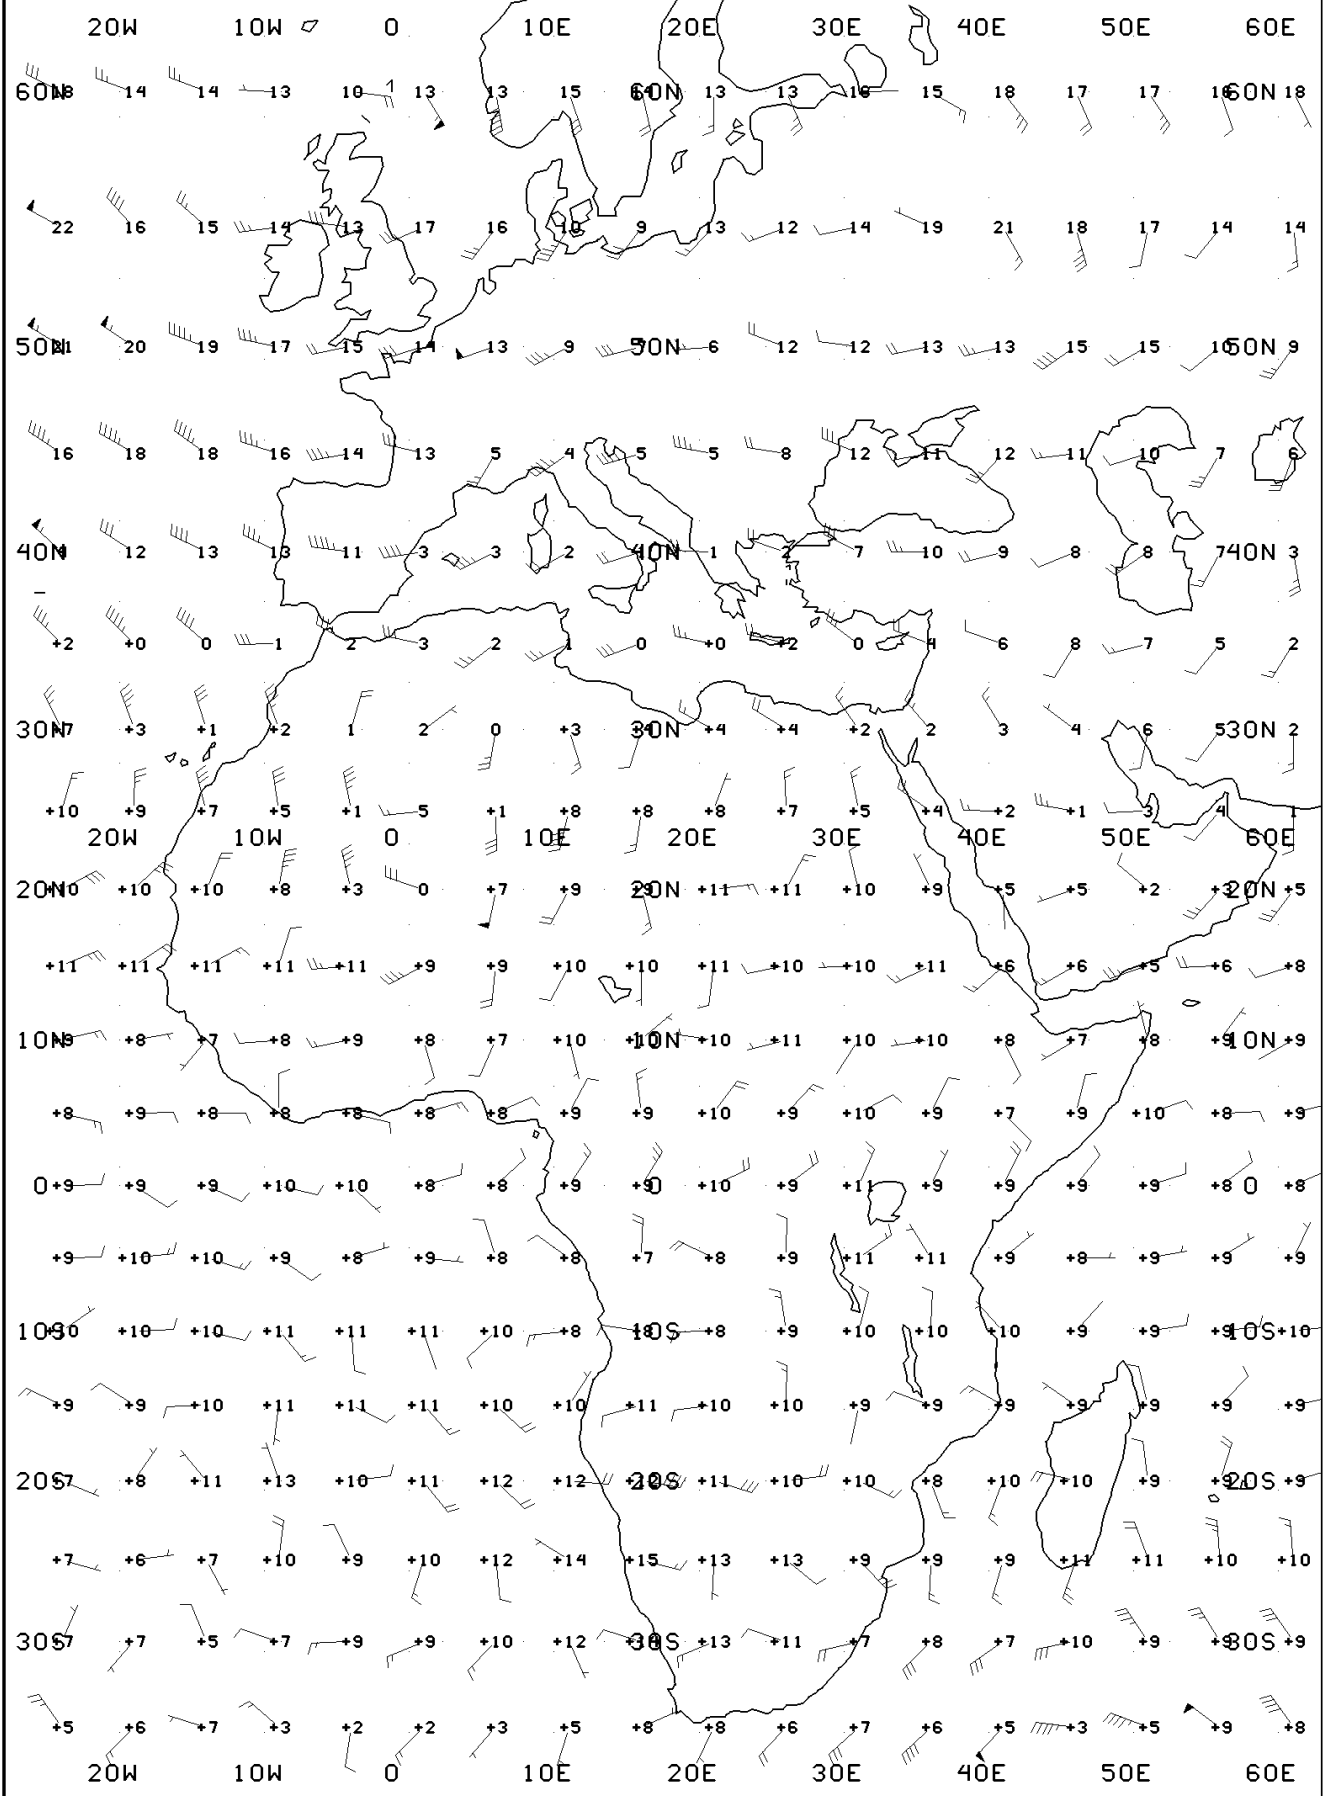 20W 10W 0 10E 20E 30E 40E 50E 60E
60N 14 14 13 10 13 13 15 60N 13 13 16 15 18 17 17 60N 18
22 16 15 14 13 17 16 10 9 13 12 14 19 21 18 17 14 14
50N 20 19 17 15 14 13 9 50N 6 12 12 13 13 15 15 10 50N 9
16 18 18 16 14 13 5 4 5 5 8 12 11 12 11 10 7 6
40N 12 13 13 11 3 3 2 40N 1 2 7 10 9 8 8 7 40N 3
+2 +0 0 1 2 3 2 1 0 +0 +2 0 4 6 8 7 5 2
30N +3 +1 +2 1 2 0 +3 30N +4 +4 +2 2 3 4 6 5 30N 2
+10 +9 +7 +5 +1 5 +1 +8 +8 +8 +7 +5 +4 +2 +1 3 4 1
20W 10W 0 10E 20E 30E 40E 50E 60E
20N +10 +10 +8 +3 0 +7 +9 20N +11 +11 +10 +9 +5 +5 +2 +3 20N +5
+11 +11 +11 +11 +11 +9 +9 +10 +10 +11 +10 +10 +11 +6 +6 +5 +6 +8
10N +8 +7 +8 +9 +8 +7 +10 10N +10 +11 +10 +10 +8 +7 +8 +9 10N +9
+8 +9 +8 +8 +8 +8 +8 +9 +9 +10 +9 +10 +9 +7 +9 +10 +8 +9
0 +9 +9 +9 +10 +10 +8 +8 +9 +9 0 +10 +9 +11 +9 +9 +9 +9 +8 0 +8
+9 +10 +10 +9 +8 +9 +8 +8 +7 +8 +9 +11 +11 +9 +8 +9 +9 +9
10S +10 +10 +11 +11 +11 +10 +8 10S +8 +9 +10 +10 +10 +9 +9 +9 10S +10
+9 +9 +10 +11 +11 +11 +10 +10 +11 +10 +10 +9 +9 +9 +9 +9 +9 +9
20S +8 +11 +13 +10 +11 +12 +12 20S +11 +10 +10 +8 +10 +10 +9 +9 20S +9
+7 +6 +7 +10 +9 +10 +12 +14 +15 +13 +13 +9 +9 +9 +11 +11 +10 +10
30S +7 +5 +7 +9 +9 +10 +12 30S +13 +11 +7 +8 +7 +10 +9 +9 30S +9
+5 +6 +7 +3 +2 +2 +3 +5 +8 +8 +6 +7 +6 +5 +3 +5 +9 +8
20W 10W 0 10E 20E 30E 40E 50E 60E